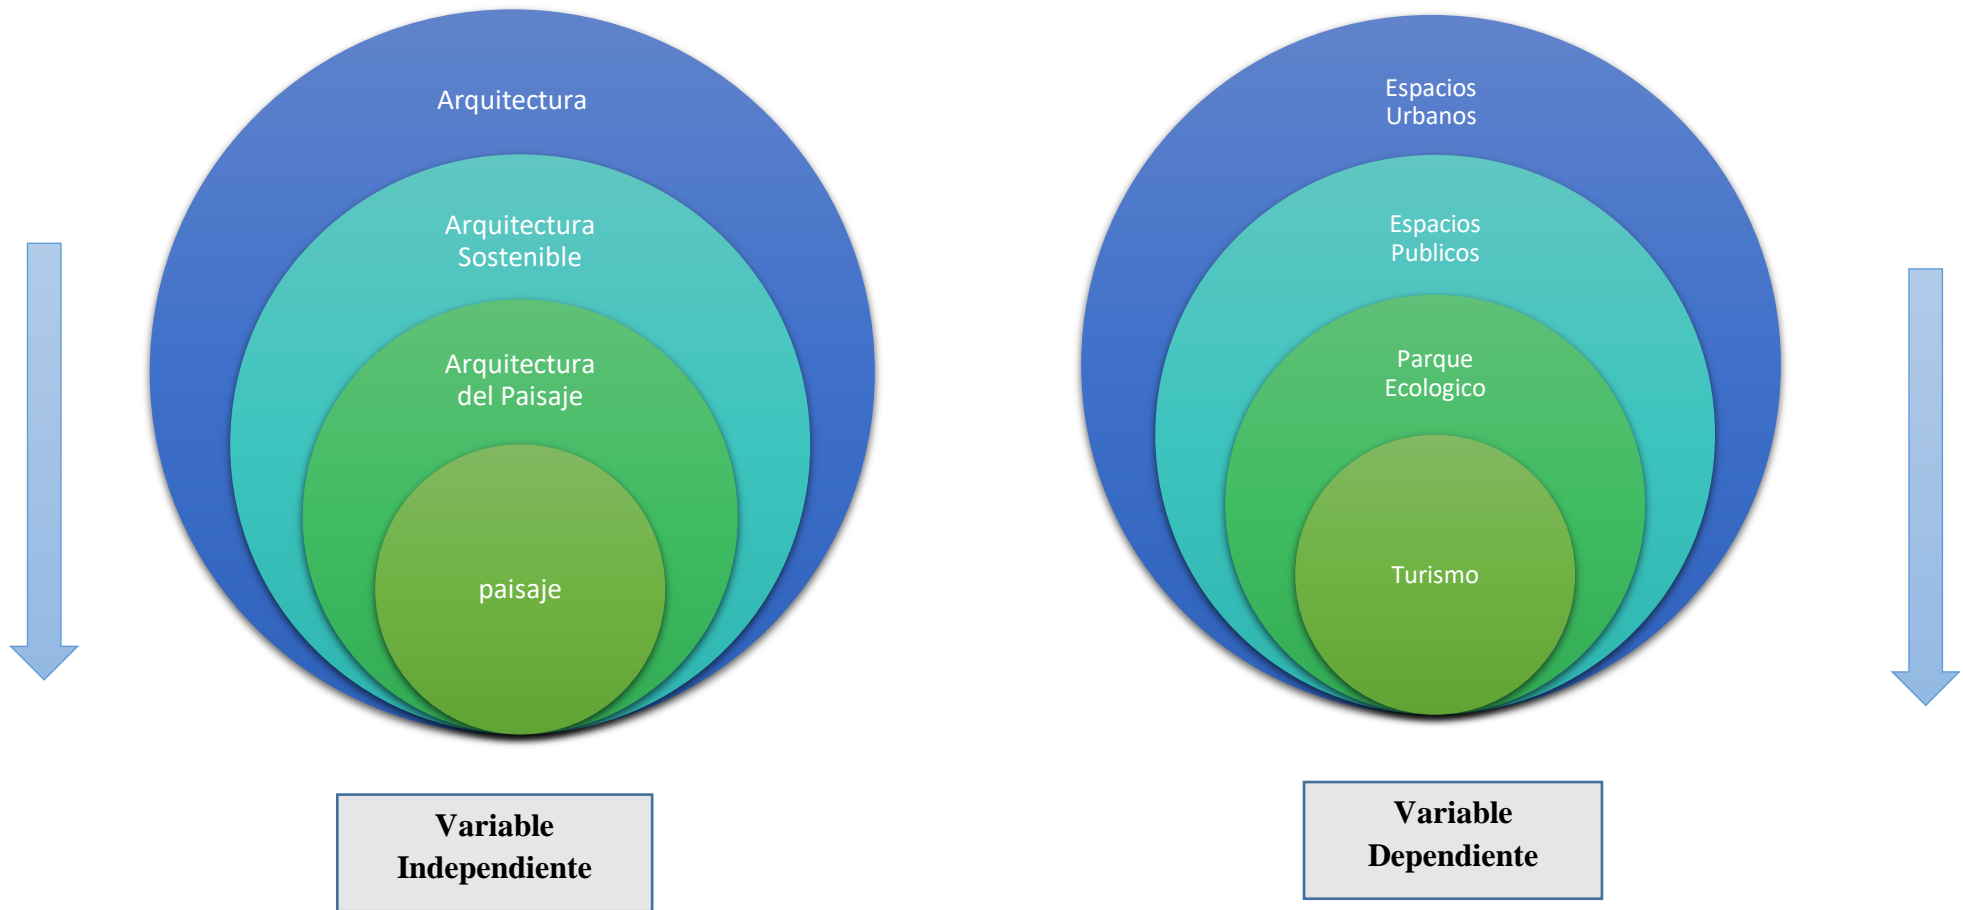 Arquitectura
Arquitectura
Sostenible
Arquitectura
del Paisaje
paisaje
Variable
Independiente
Espacios
Urbanos
Espacios
Publicos
Parque
Ecologico
Turismo
Variable
Dependiente